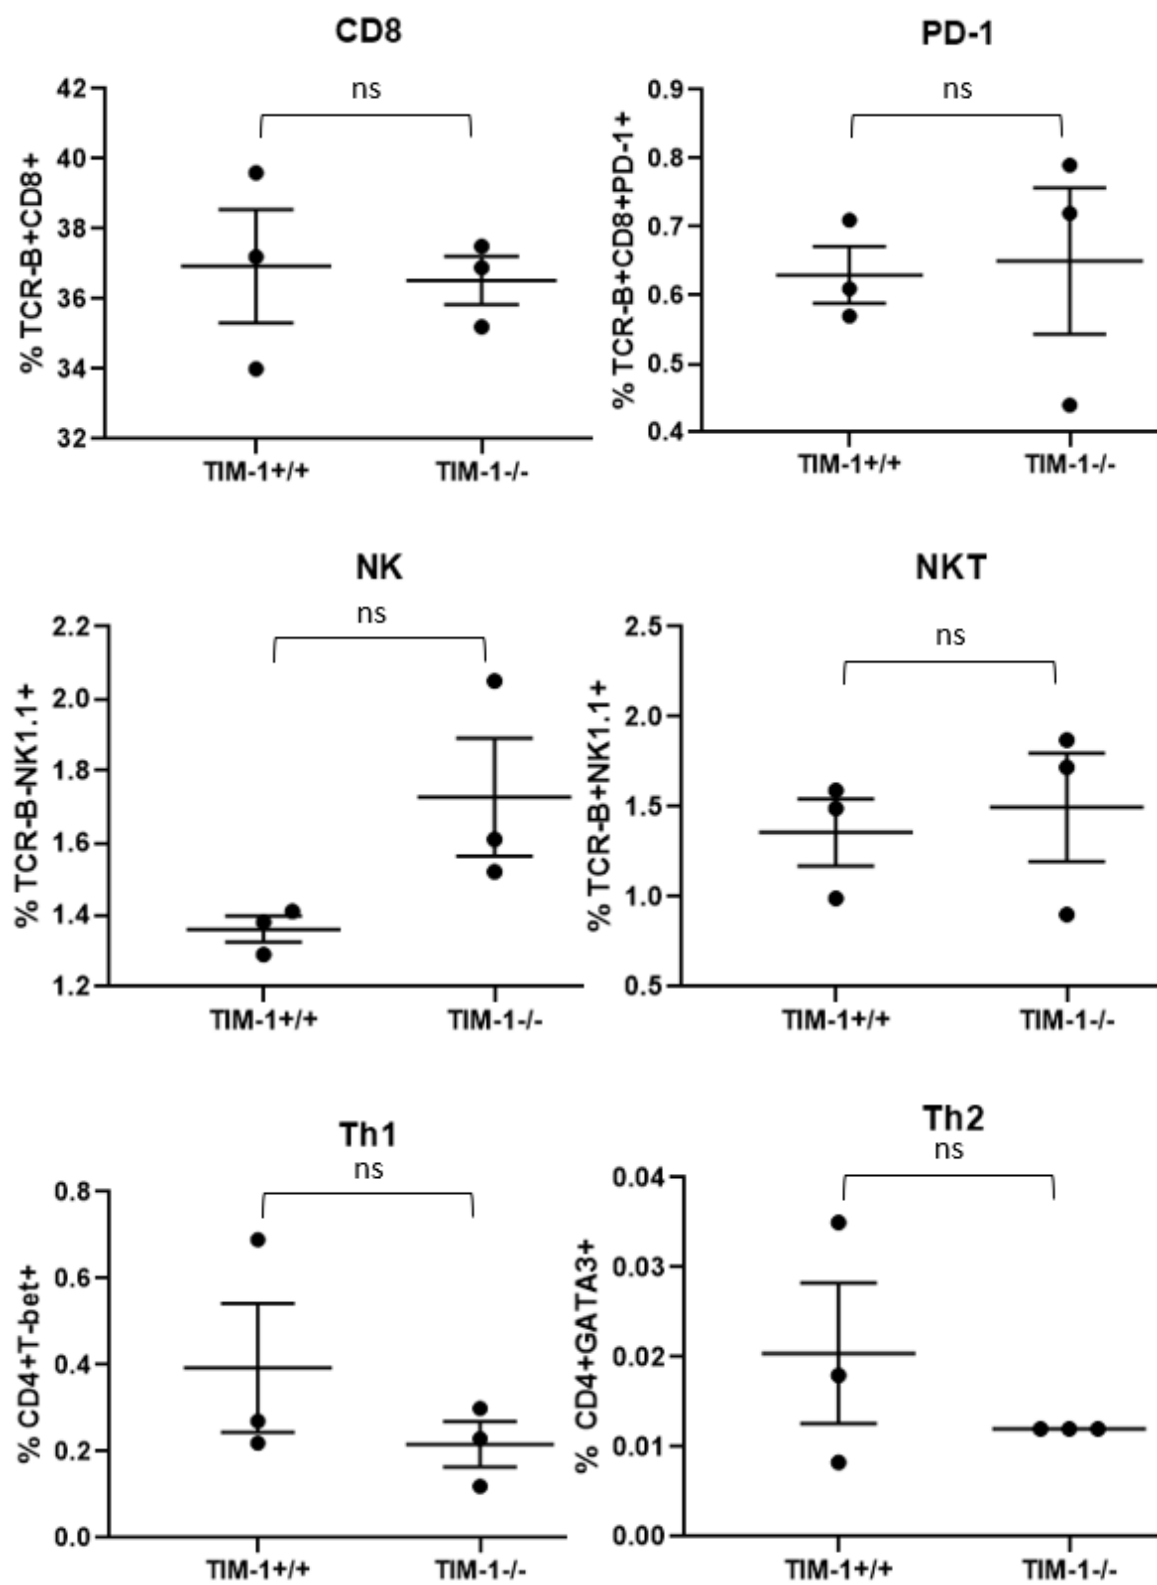 CD8
ns
% TCR-B+CD8+
42
40
38
36
34
32
TIM-1+/+ TIM-1-/-
PD-1
ns
% TCR-B+CD8+PD-1+
0.9
0.8
0.7
0.6
0.5
0.4
TIM-1+/+ TIM-1-/-
NK
ns
% TCR-B-NK1.1+
2.2
2.0
1.8
1.6
1.4
1.2
TIM-1+/+ TIM-1-/-
NKT
ns
% TCR-B+NK1.1+
2.5
2.0
1.5
1.0
0.5
TIM-1+/+ TIM-1-/-
Th1
ns
% CD4+T-bet+
0.8
0.6
0.4
0.2
0.0
TIM-1+/+ TIM-1-/-
Th2
ns
% CD4+GATA3+
0.04
0.03
0.02
0.01
0.00
TIM-1+/+ TIM-1-/-